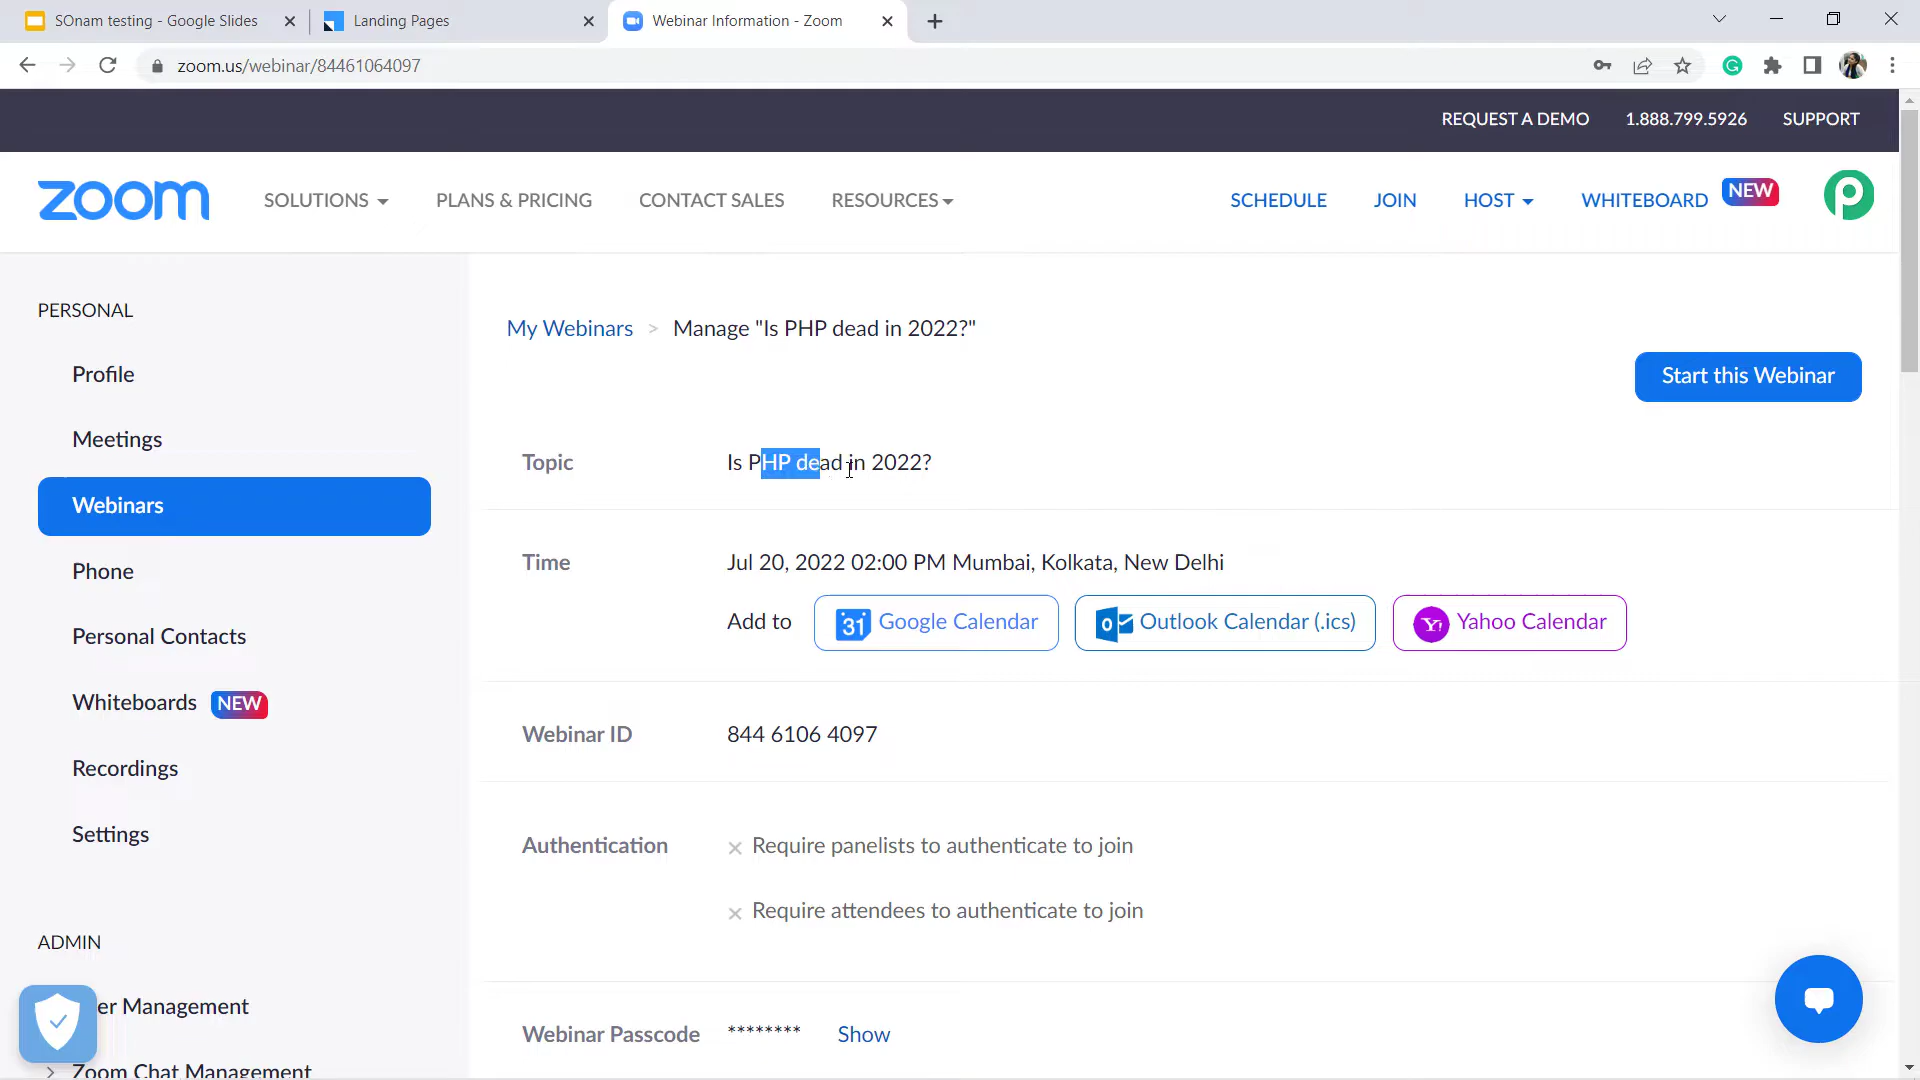 SOnam testing - Google Slides
Landing Pages
Webinar Information - Zoom
zoom.us/webinar/84461064097
REQUEST A DEMO 1.888.799.5926 SUPPORT
zoom SOLUTIONS PLANS & PRICING CONTACT SALES RESOURCES SCHEDULE JOIN HOST WHITEBOARD NEW
PERSONAL
Profile
Meetings
Webinars
Phone
Personal Contacts
Whiteboards NEW
Recordings
Settings
ADMIN
er Management
Zoom Chat Management
My Webinars > Manage "Is PHP dead in 2022?"
Start this Webinar
Topic Is PHP dead in 2022?
Time Jul 20, 2022 02:00 PM Mumbai, Kolkata, New Delhi
Add to 31 Google Calendar Outlook Calendar (.ics) Yahoo Calendar
Webinar ID 844 6106 4097
Authentication Require panelists to authenticate to join
Require attendees to authenticate to join
Webinar Passcode ******** Show